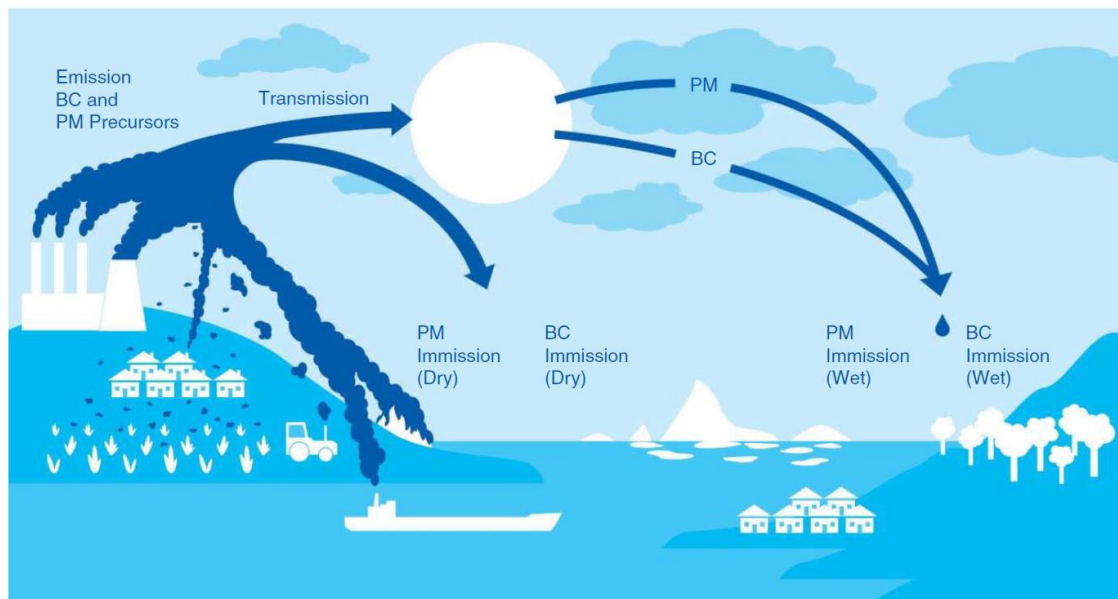 Emission
BC and
PM Precursors
Transmission
PM
BC
PM
Immission
(Dry)
BC
Immission
(Dry)
PM
Immission
(Wet)
BC
Immission
(Wet)